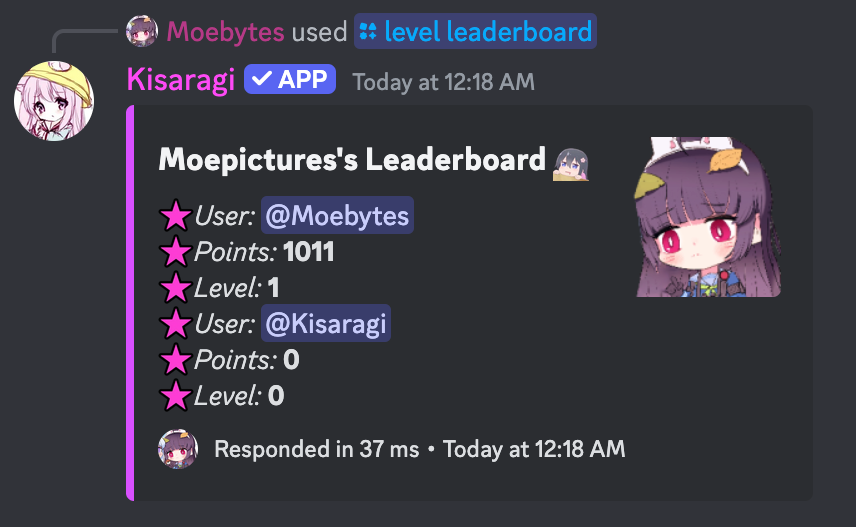 Moebytes used level leaderboard
Kisaragi APP Today at 12:18 AM
Moepictures's Leaderboard
User: @Moebytes
Points: 1011
Level: 1
User: @Kisaragi
Points: 0
Level: 0
Responded in 37 ms • Today at 12:18 AM